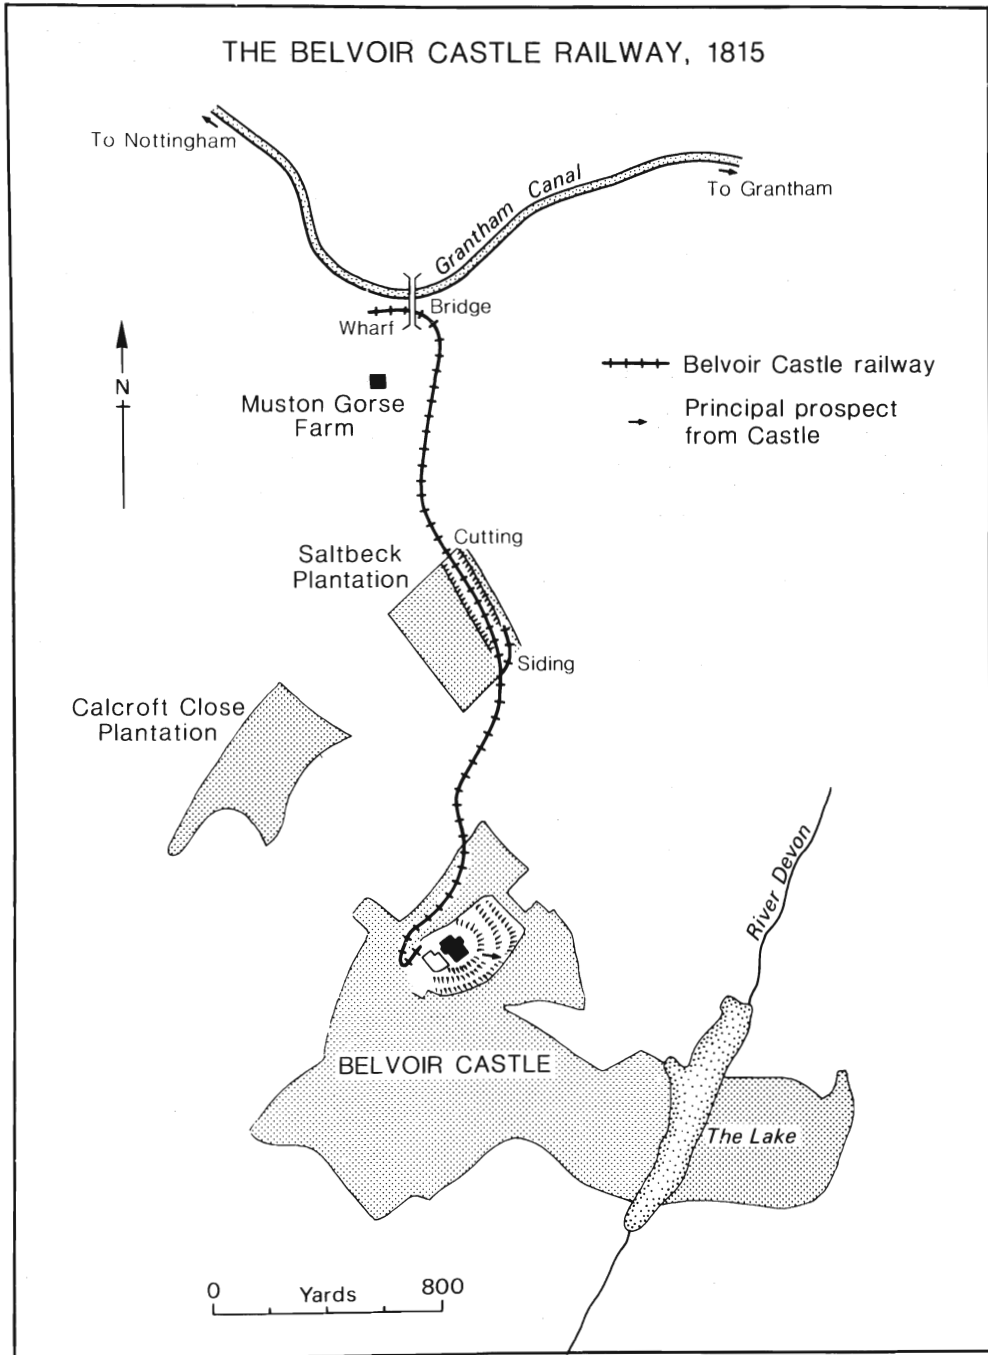 THE BELVOIR CASTLE RAILWAY, 1815
To Nottingham
Grantham Canal
To Grantham
Bridge
Wharf
N
Belvoir Castle railway
Muston Gorse
Farm
Principal prospect
from Castle
Cutting
Saltbeck
Plantation
Siding
Calcroft Close
Plantation
River Devon
BELVOIR CASTLE
The Lake
0 Yards 800